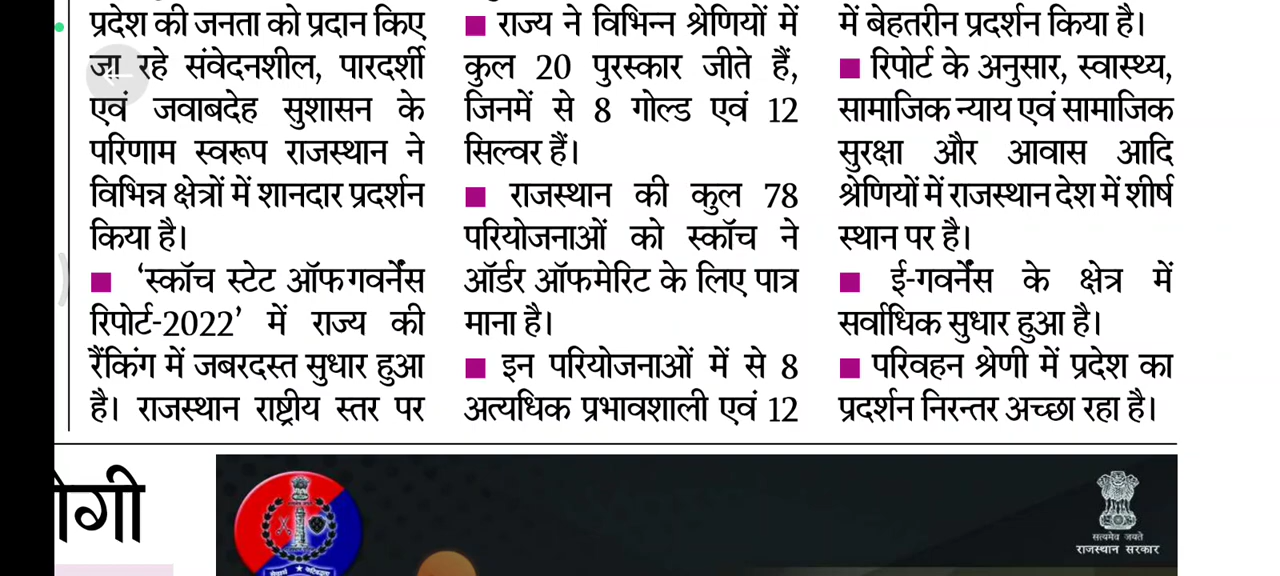 प्रदेश की जनता को प्रदान किए
जा रहे संवेदनशील, पारदर्शी
एवं जवाबदेह सुशासन के
परिणाम स्वरूप राजस्थान ने
विभिन्न क्षेत्रों में शानदार प्रदर्शन
किया है।
■ ‘स्कॉच स्टेट ऑफ गवर्नेंस
रिपोर्ट-2022’ में राज्य की
रैंकिंग में जबरदस्त सुधार हुआ
है। राजस्थान राष्ट्रीय स्तर पर
■ राज्य ने विभिन्न श्रेणियों में
कुल 20 पुरस्कार जीते हैं,
जिनमें से 8 गोल्ड एवं 12
सिल्वर हैं।
■ राजस्थान की कुल 78
परियोजनाओं को स्कॉच ने
ऑर्डर ऑफ मेरिट के लिए पात्र
माना है।
■ इन परियोजनाओं में से 8
अत्यधिक प्रभावशाली एवं 12
में बेहतरीन प्रदर्शन किया है।
■ रिपोर्ट के अनुसार, स्वास्थ्य,
सामाजिक न्याय एवं सामाजिक
सुरक्षा और आवास आदि
श्रेणियों में राजस्थान देश में शीर्ष
स्थान पर है।
■ ई-गवर्नेंस के क्षेत्र में
सर्वाधिक सुधार हुआ है।
■ परिवहन श्रेणी में प्रदेश का
प्रदर्शन निरन्तर अच्छा रहा है।
सत्यमेव जयते
राजस्थान सरकार